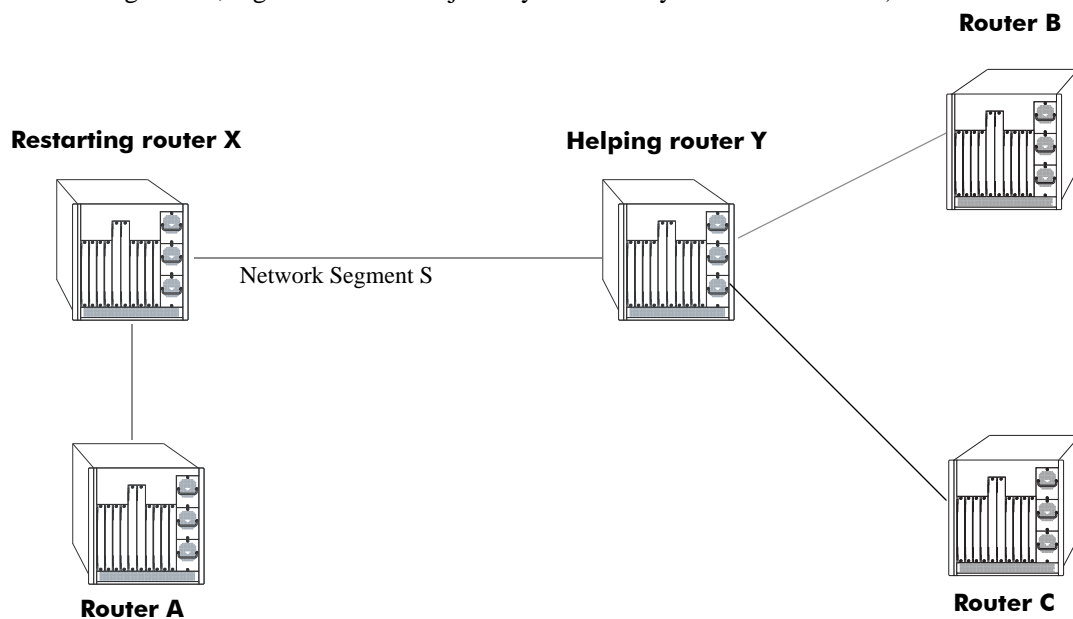 Router B
Restarting router X
Helping router Y
Network Segment S
Router A
Router C